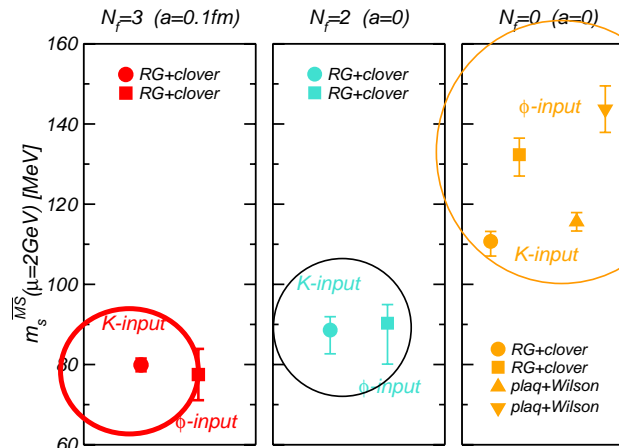 N_f=3 (a=0.1fm)
N_f=2 (a=0)
N_f=0 (a=0)
160
140
120
100
80
60
m_s^{\overline{MS}}(μ=2GeV) [MeV]
RG+clover
RG+clover
K-input
ϕ-input
RG+clover
RG+clover
K-input
ϕ-input
ϕ-input
K-input
RG+clover
RG+clover
plaq+Wilson
plaq+Wilson